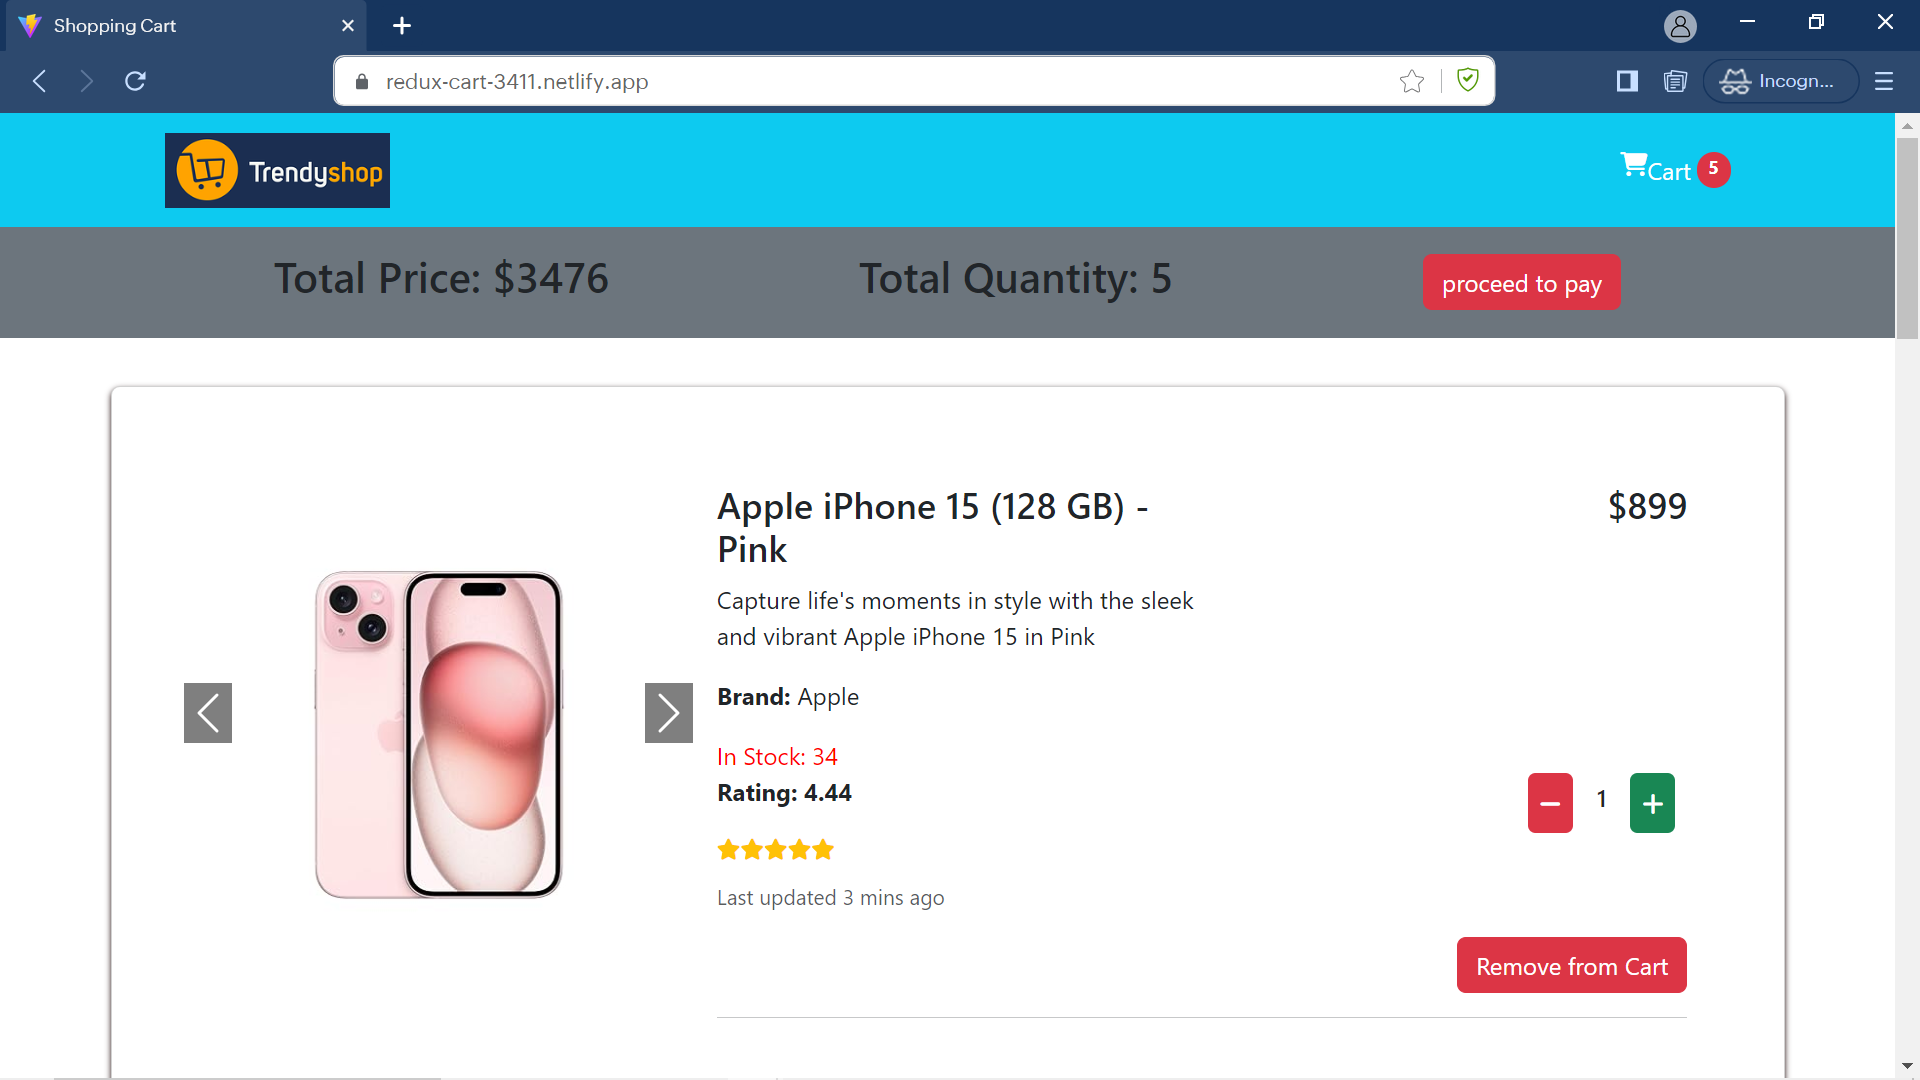 Shopping Cart
redux-cart-3411.netlify.app
Incogn...
Trendyshop
Cart 5
Total Price: $3476
Total Quantity: 5
proceed to pay
Apple iPhone 15 (128 GB) -
Pink
$899
Capture life's moments in style with the sleek
and vibrant Apple iPhone 15 in Pink
Brand: Apple
In Stock: 34
Rating: 4.44
1
Last updated 3 mins ago
Remove from Cart